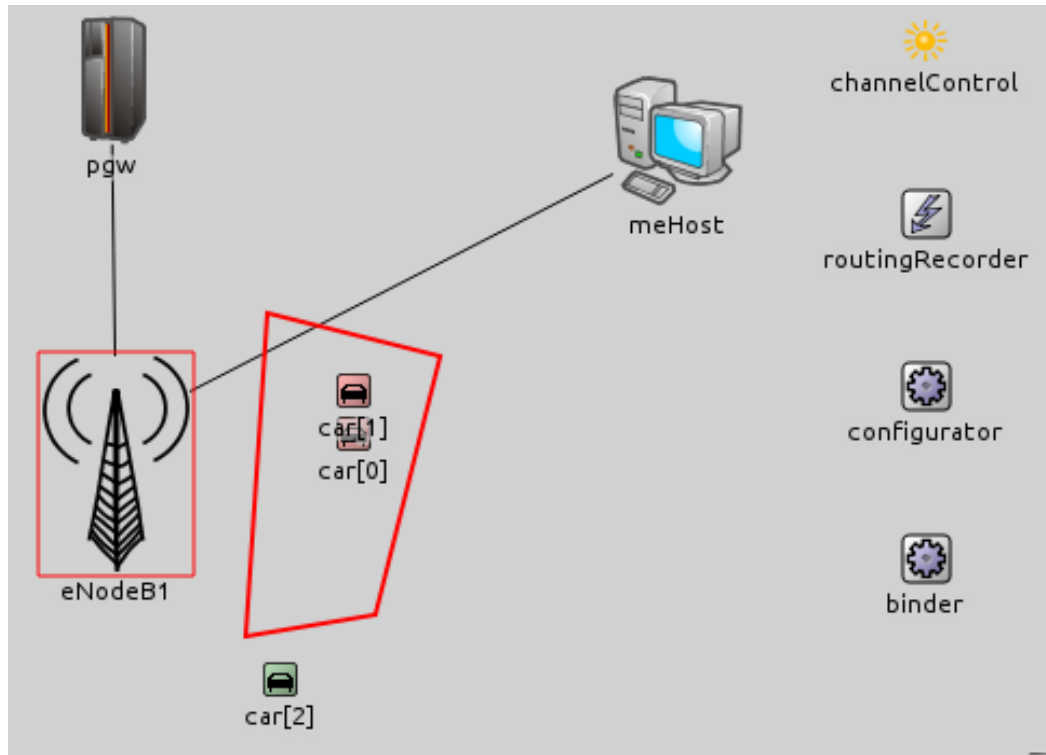 channelControl
pgw
meHost
routingRecorder
car[1]
configurator
car[0]
eNodeB1
binder
car[2]